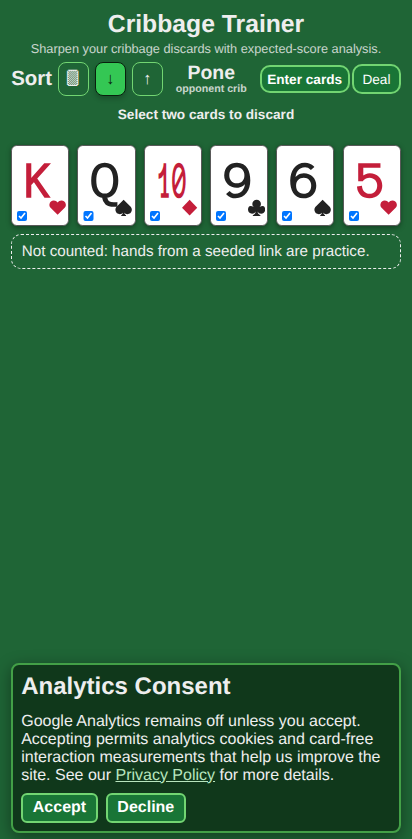 Cribbage Trainer
Sharpen your cribbage discards with expected-score analysis.
Sort ↓ ↑ Pone opponent crib Enter cards Deal
Select two cards to discard
K Q 10 9 6 5
Not counted: hands from a seeded link are practice.
Analytics Consent
Google Analytics remains off unless you accept.
Accepting permits analytics cookies and card-free
interaction measurements that help us improve the
site. See our Privacy Policy for more details.
Accept Decline